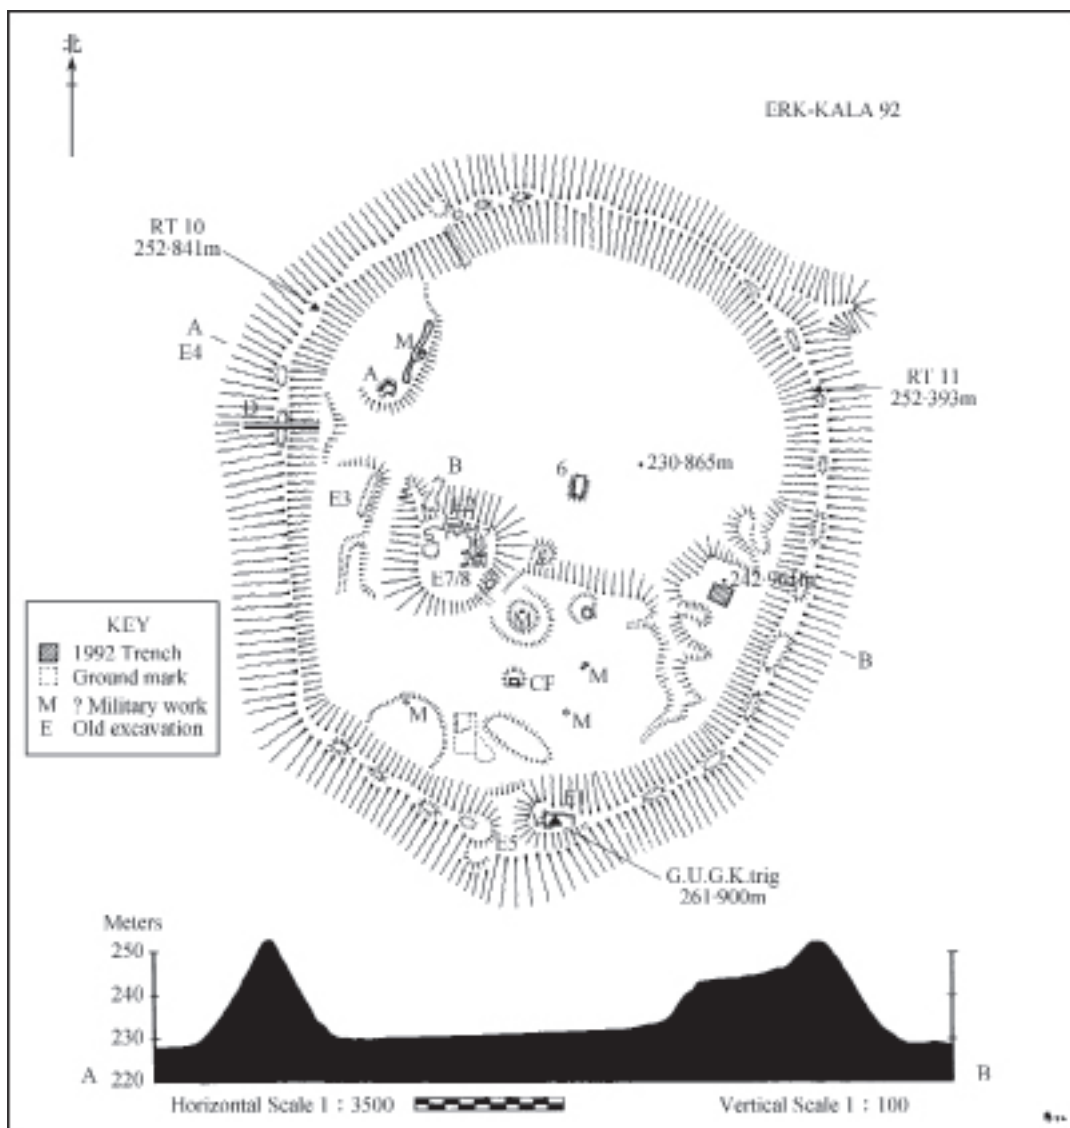 北
ERK-KALA 92
RT 10
252·841m
A
E4
M
A
RT 11
252·393m
D
B
6
230·865m
E3
E7/8
M
B
KEY
1992 Trench
Ground mark
M ? Military work
E Old excavation
CF
M
M
M
E1
E5
G.U.G.K.trig
261·900m
Meters
250
240
230
220
A
B
Horizontal Scale 1 : 3500
Vertical Scale 1 : 100